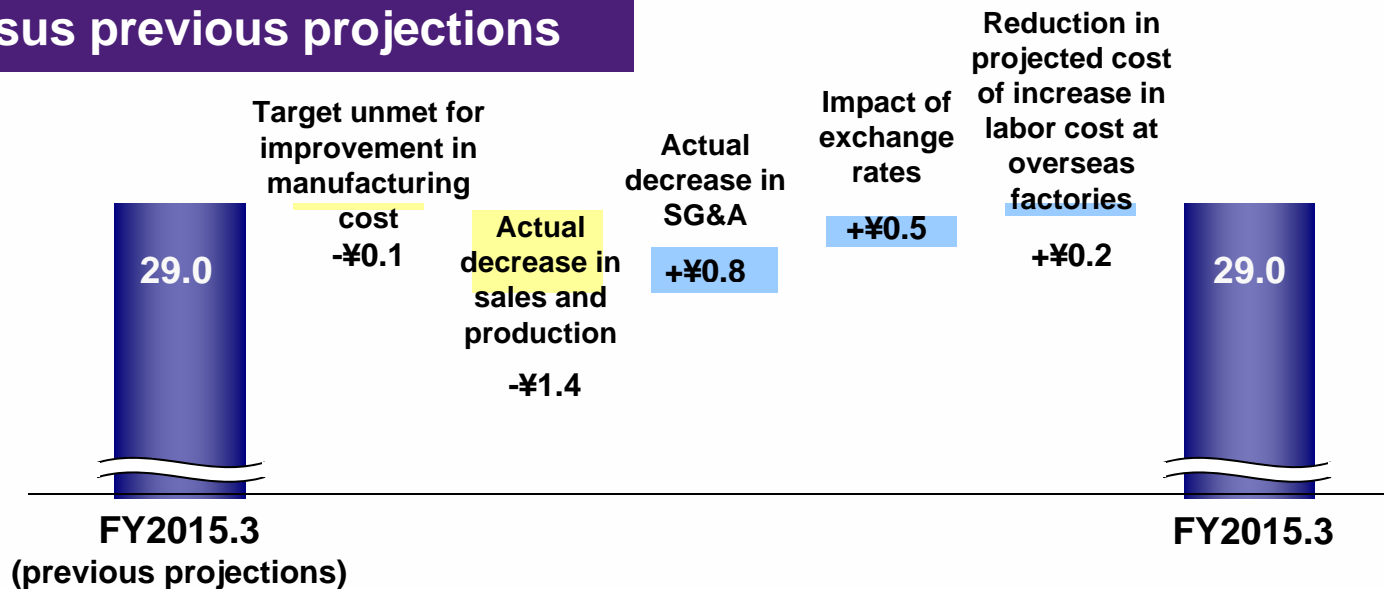 sus previous projections
Target unmet for
improvement in
manufacturing
cost
-¥0.1
Actual
decrease in
sales and
production
-¥1.4
Actual
decrease in
SG&A
+¥0.8
Impact of
exchange
rates
+¥0.5
Reduction in
projected cost
of increase in
labor cost at
overseas
factories
+¥0.2
29.0
29.0
FY2015.3
(previous projections)
FY2015.3